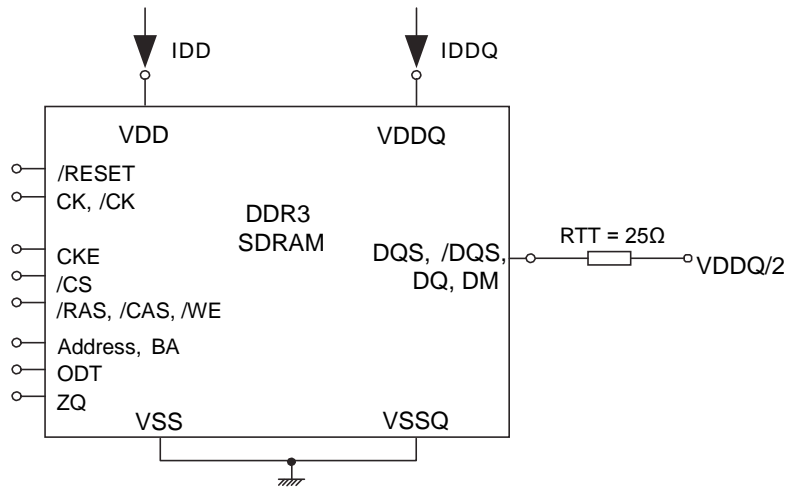 IDD
IDDQ
VDD
VDDQ
/RESET
CK, /CK
DDR3
SDRAM
CKE
/CS
/RAS, /CAS, /WE
Address, BA
ODT
ZQ
DQS, /DQS,
DQ, DM
RTT = 25Ω
VDDQ/2
VSS
VSSQ